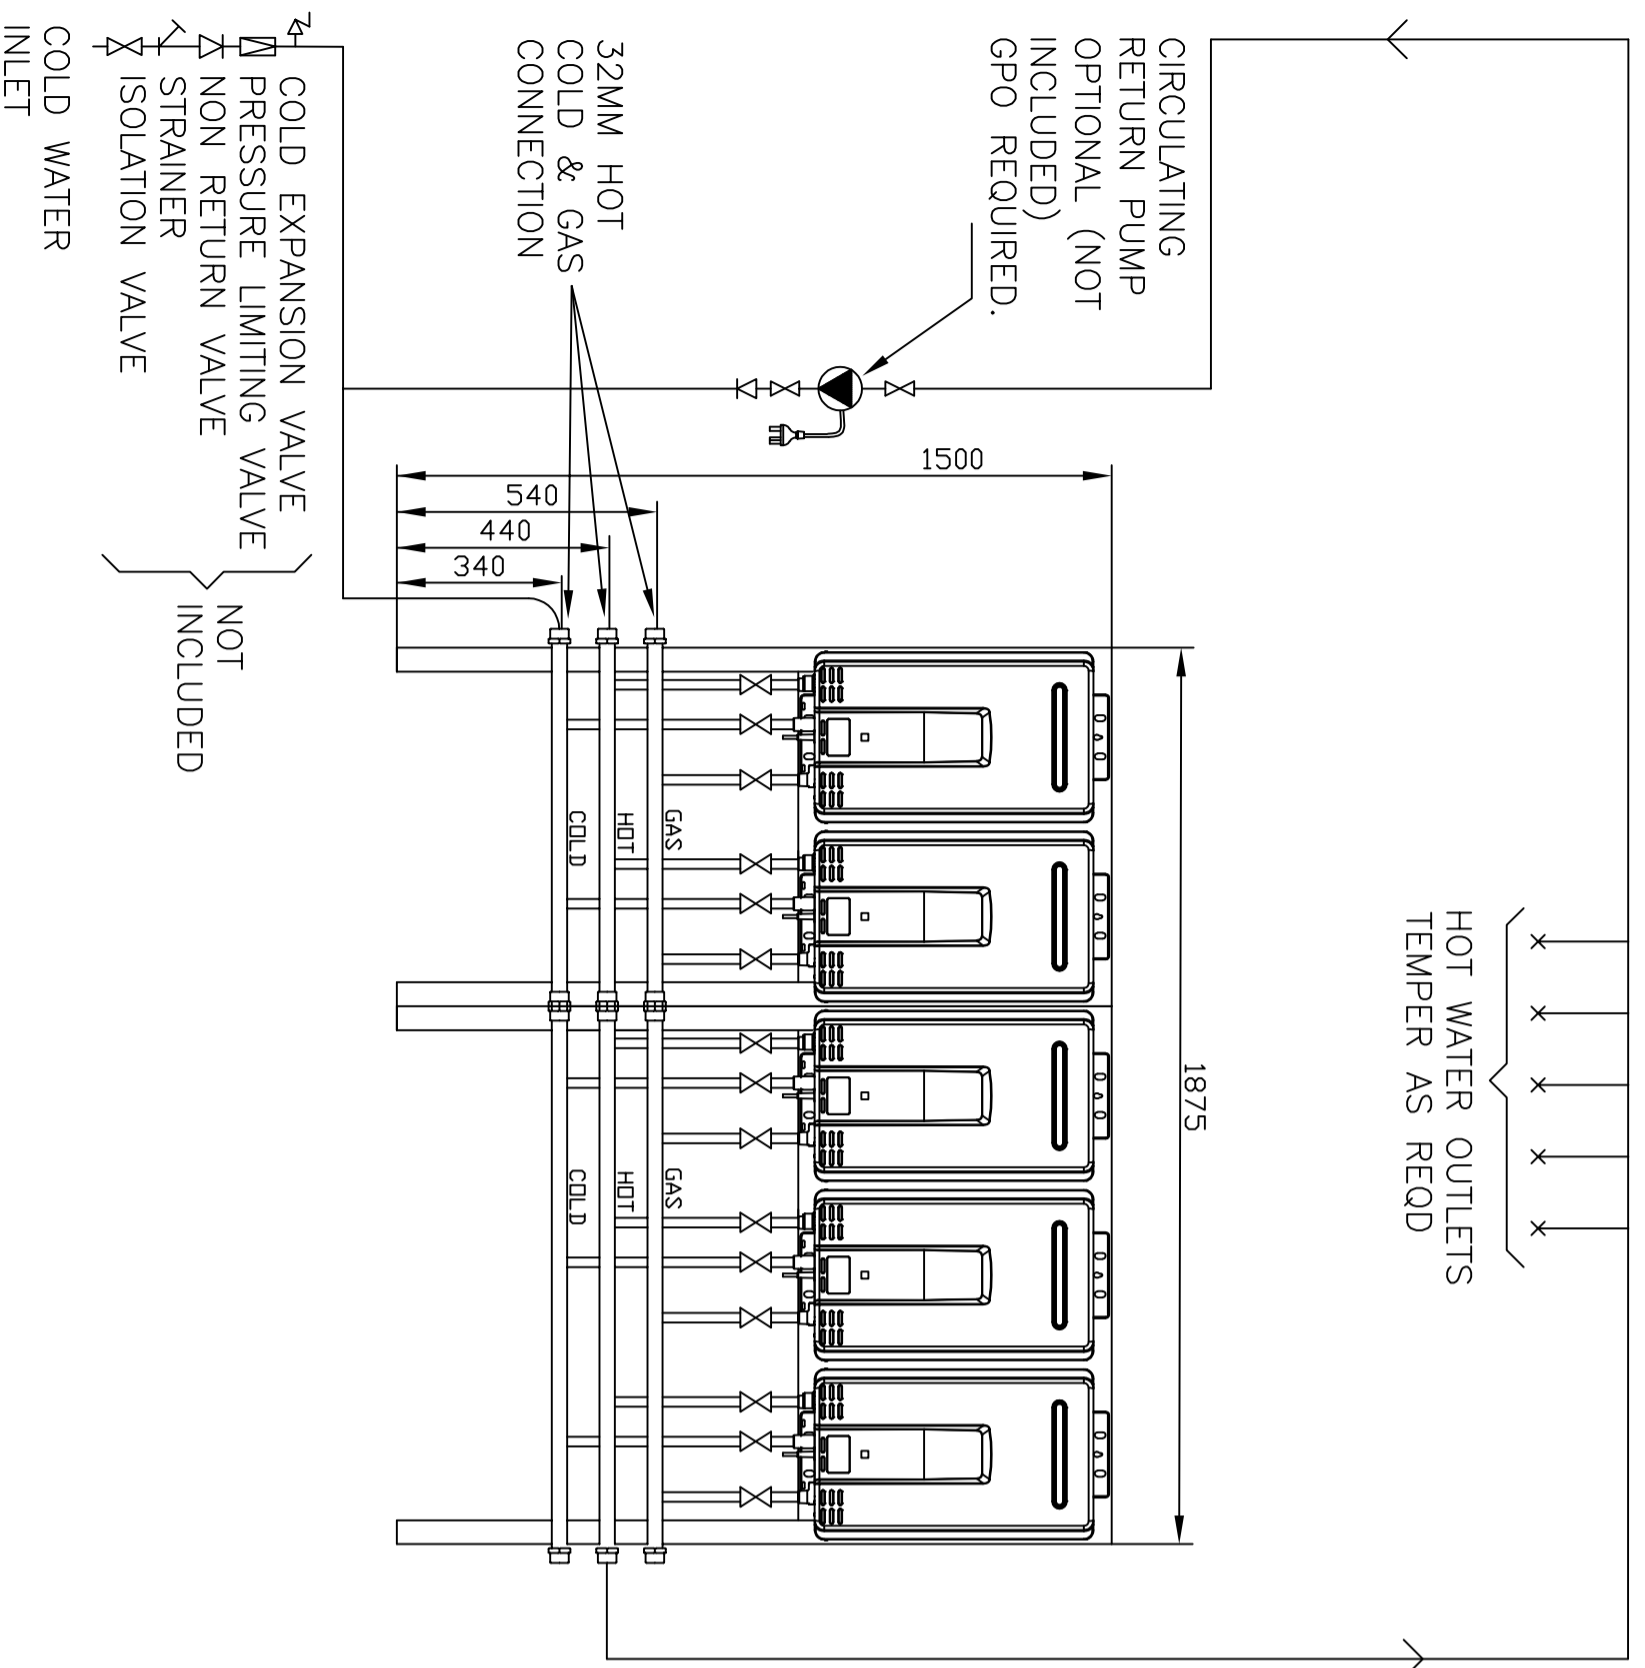 HOT WATER OUTLETS
TEMPER AS REQD
CIRCULATING
RETURN PUMP
OPTIONAL (NOT
INCLUDED)
GPO REQUIRED.
1875
1500
540
440
340
32MM HOT
COLD & GAS
CONNECTION
GAS
HOT
COLD
GAS
HOT
COLD
COLD EXPANSION VALVE
PRESSURE LIMITING VALVE
NON RETURN VALVE
STRAINER
ISOLATION VALVE
NOT
INCLUDED
COLD WATER
INLET